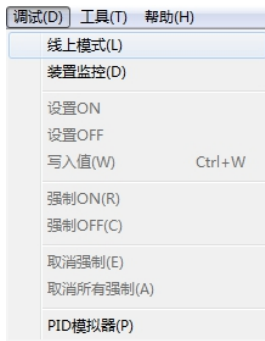 调试(D) 工具(T) 帮助(H)
线上模式(L)
装置监控(D)
设置ON
设置OFF
写入值(W) Ctrl+W
强制ON(R)
强制OFF(C)
取消强制(E)
取消所有强制(A)
PID模拟器(P)